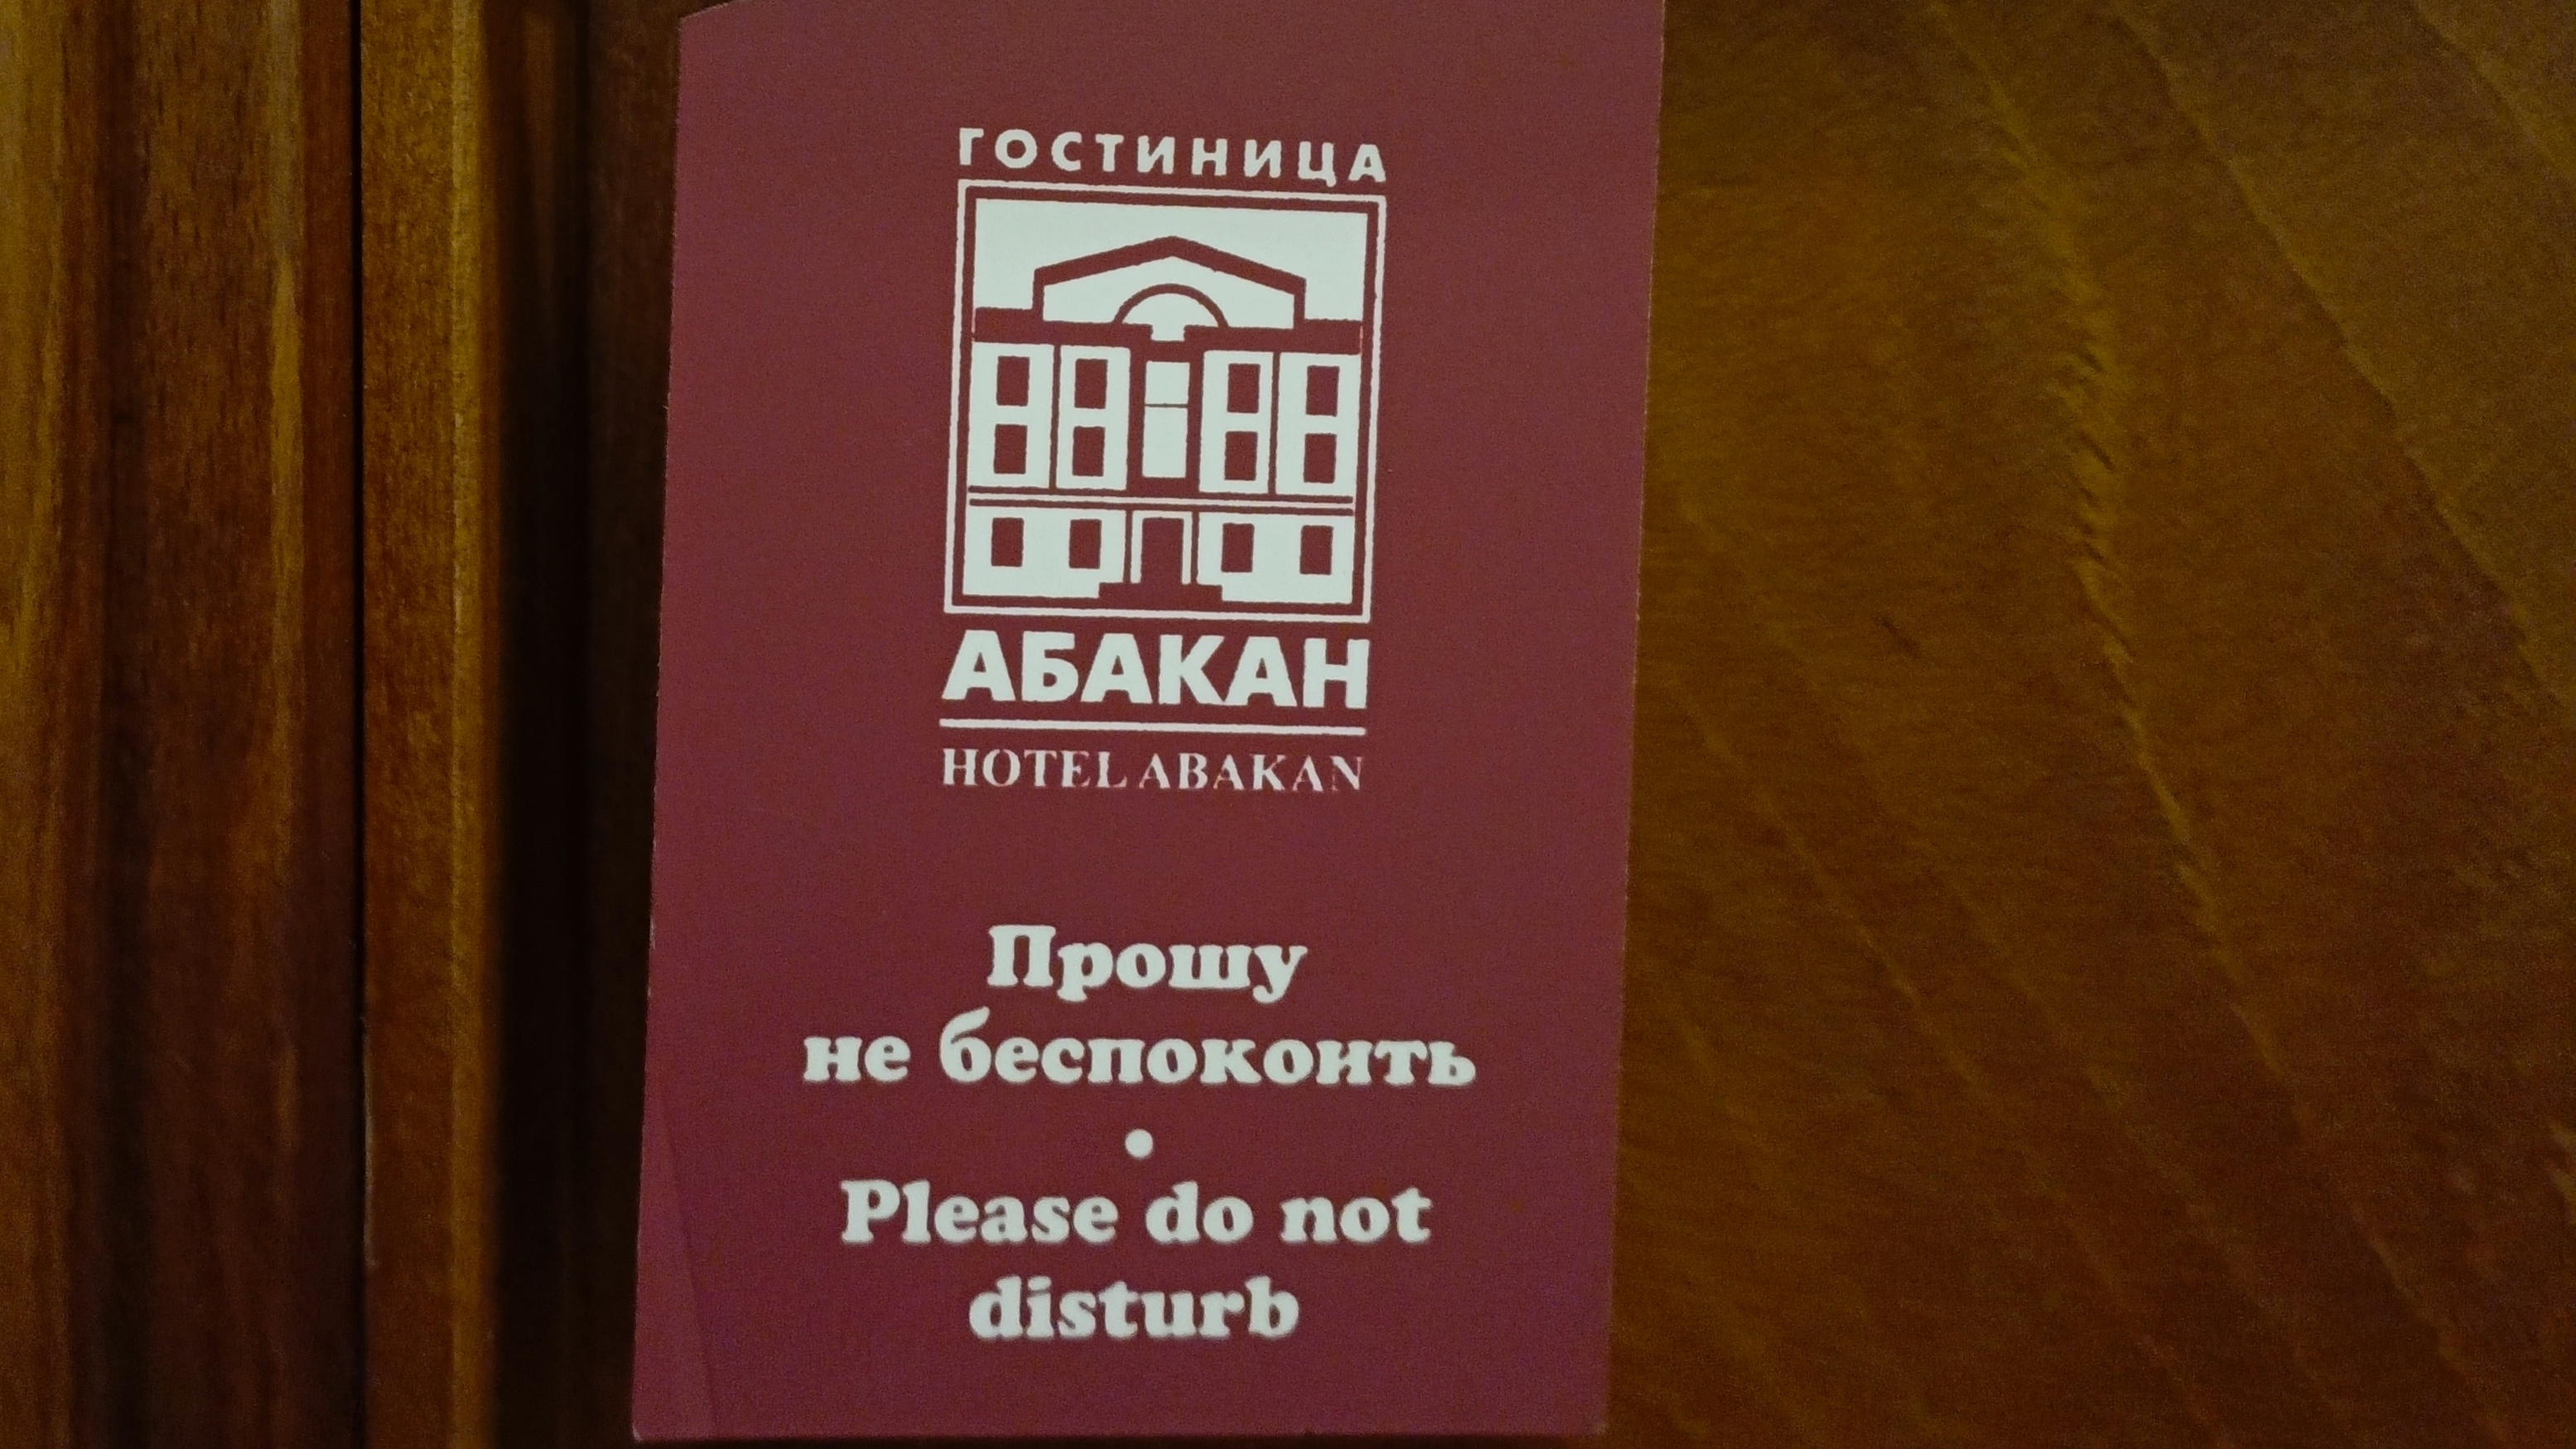 ГОСТИНИЦА
АБАКАН
HOTEL ABAKAN
Прошу
не беспокоить
•
Please do not
disturb